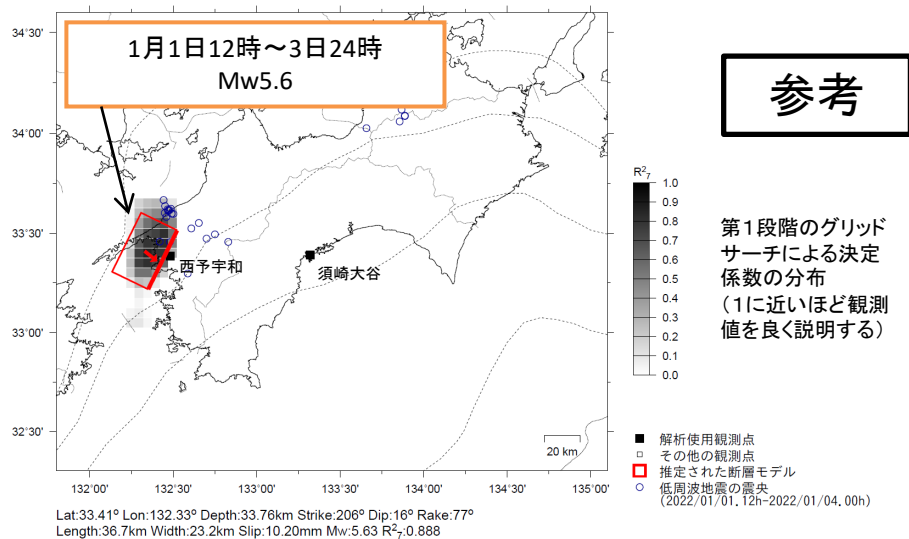 1月1日12時～3日24時
Mw5.6
参考
34°30'
34°00'
33°30'
33°00'
32°30'
132°00'
132°30'
133°00'
133°30'
134°00'
134°30'
135°00'
西予宇和
須崎大谷
20 km
R²₇
1.0
0.9
0.8
0.7
0.6
0.5
0.4
0.3
0.2
0.1
0.0
第１段階のグリッド
サーチによる決定
係数の分布
（１に近いほど観測
値を良く説明する）
解析使用観測点
その他の観測点
推定された断層モデル
低周波地震の震央
(2022/01/01.12h-2022/01/04.00h)
Lat:33.41° Lon:132.33° Depth:33.76km Strike:206° Dip:16° Rake:77°
Length:36.7km Width:23.2km Slip:10.20mm Mw:5.63 R²₇:0.888